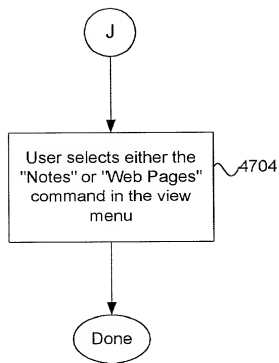 J
User selects either the
"Notes" or "Web Pages"
command in the view
menu
4704
Done